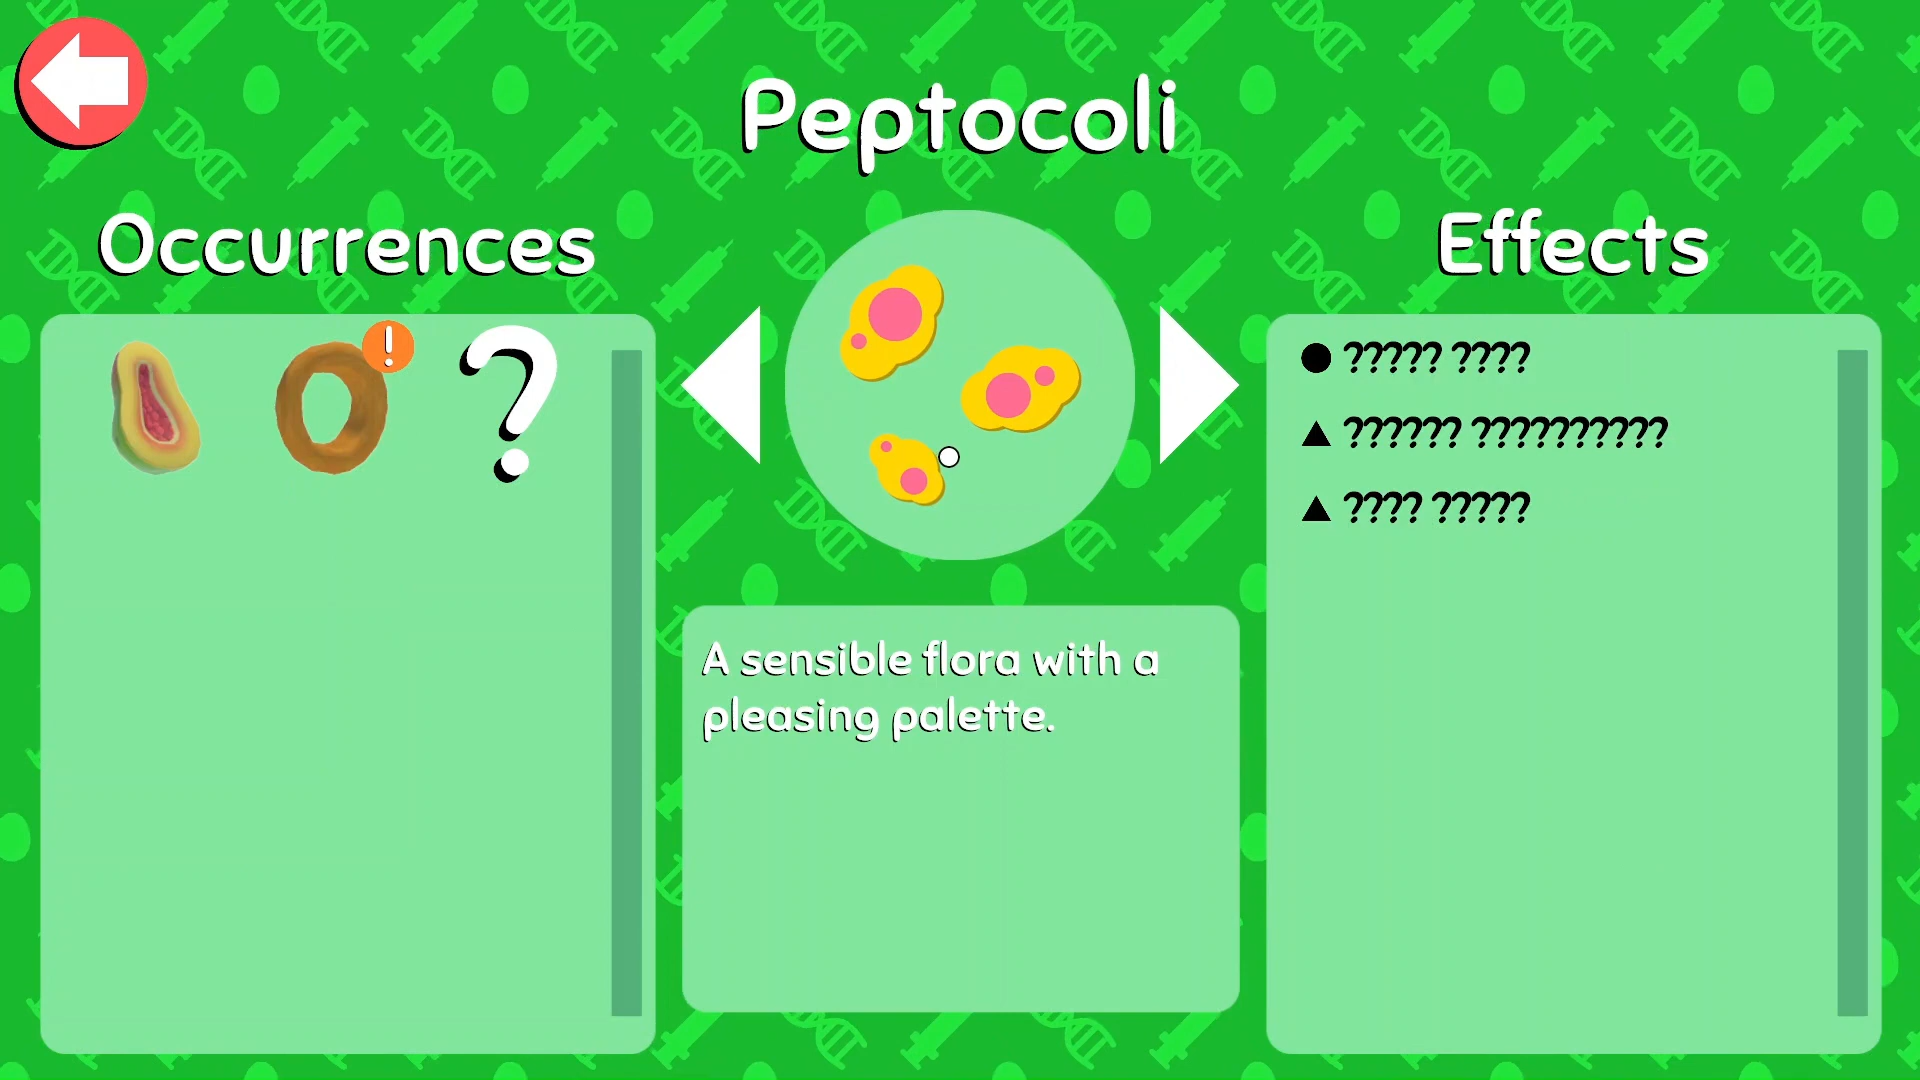 Peptocoli
Occurrences
Effects
!
?
????? ????
?????? ??????????
???? ?????
A sensible flora with a
pleasing palette.